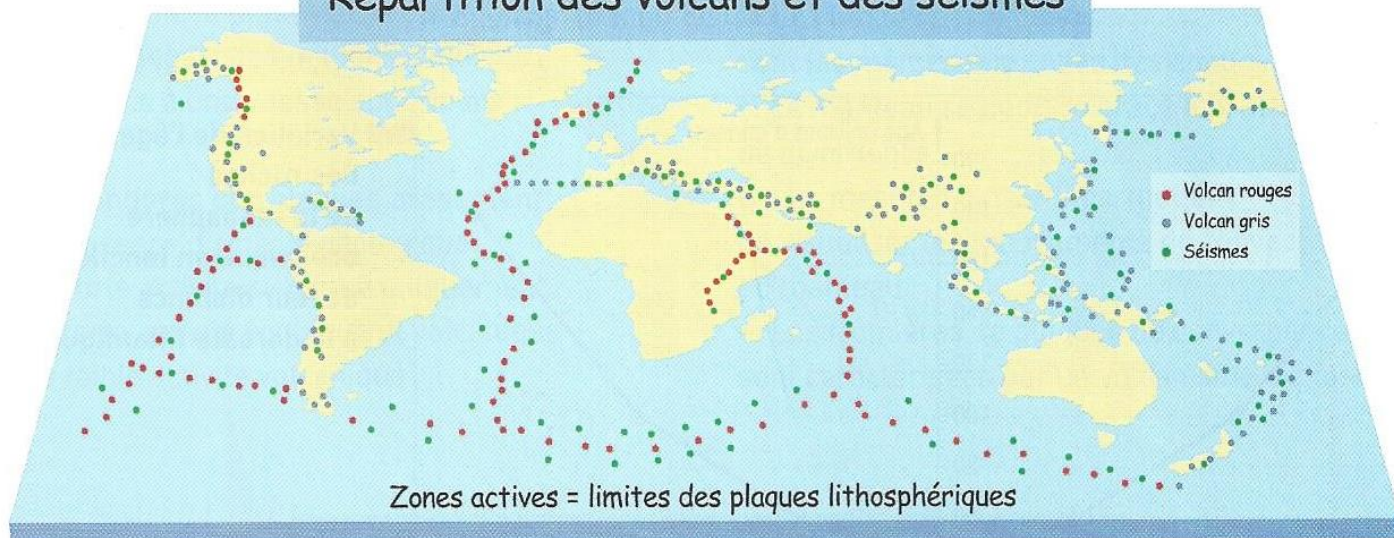 Répartition des volcans et des séismes
Volcan rouges
Volcan gris
Séismes
Zones actives = limites des plaques lithosphériques